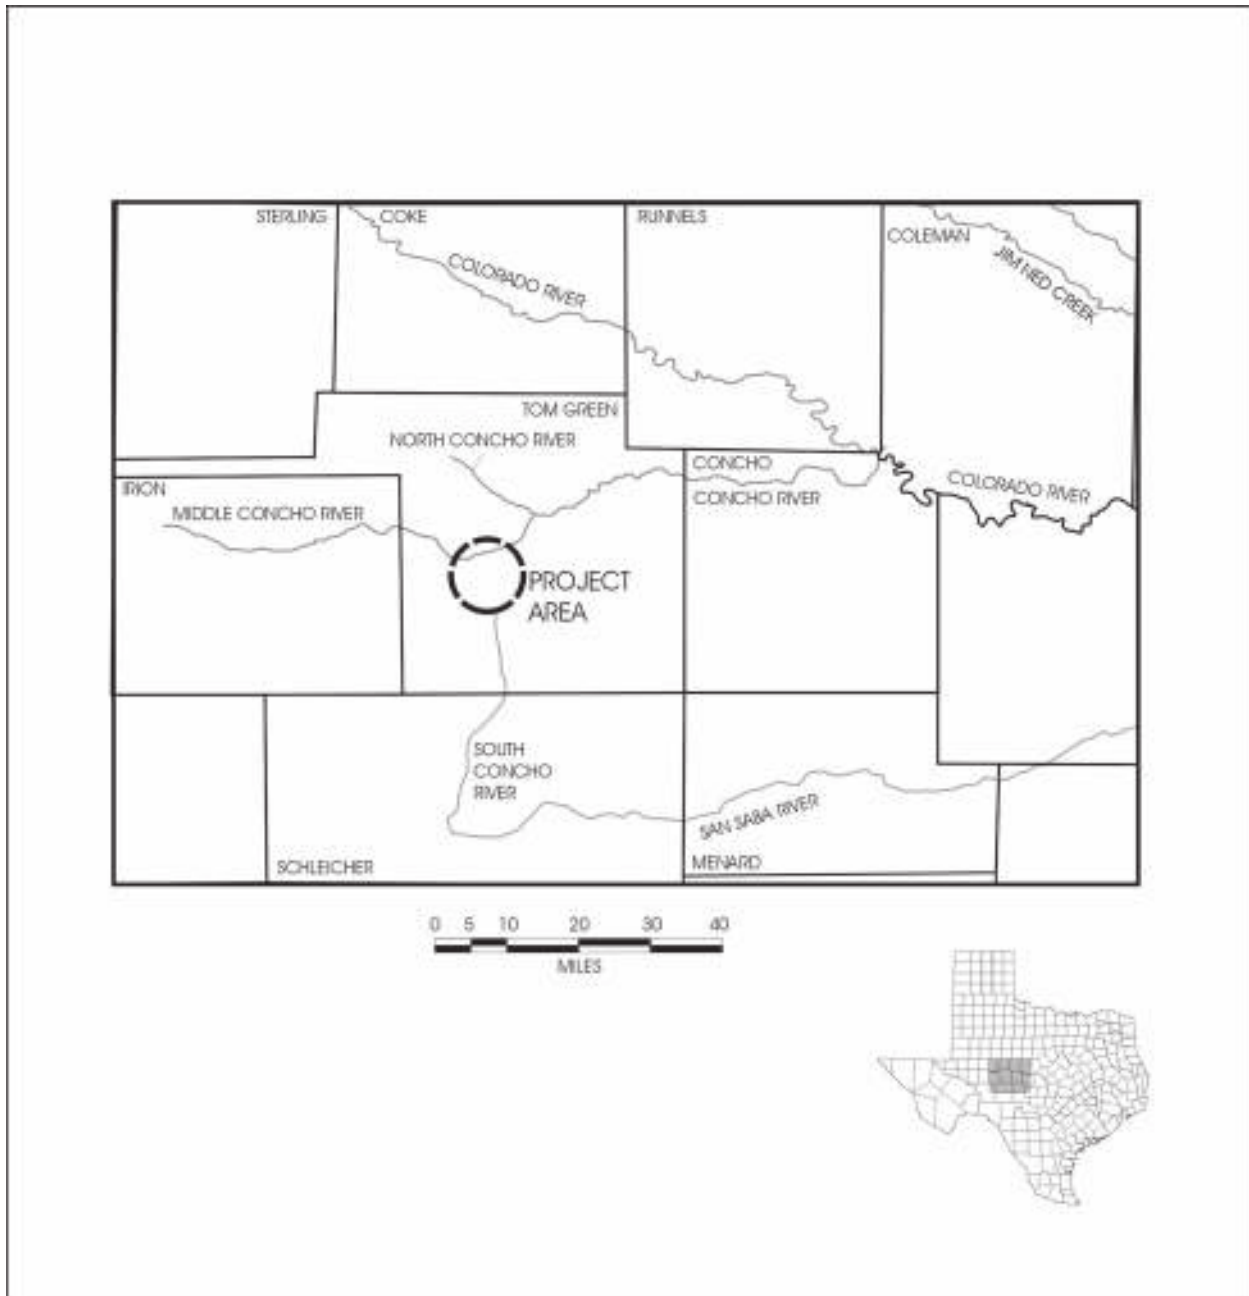 STERLING
COKE
RUNNELS
COLEMAN
COLORADO RIVER
JIM NED CREEK
TOM GREEN
NORTH CONCHO RIVER
CONCHO
CONCHO RIVER
COLORADO RIVER
IRION
MIDDLE CONCHO RIVER
PROJECT
AREA
SOUTH
CONCHO
RIVER
SAN SABA RIVER
SCHLEICHER
MENARD
0 5 10 20 30 40
MILES